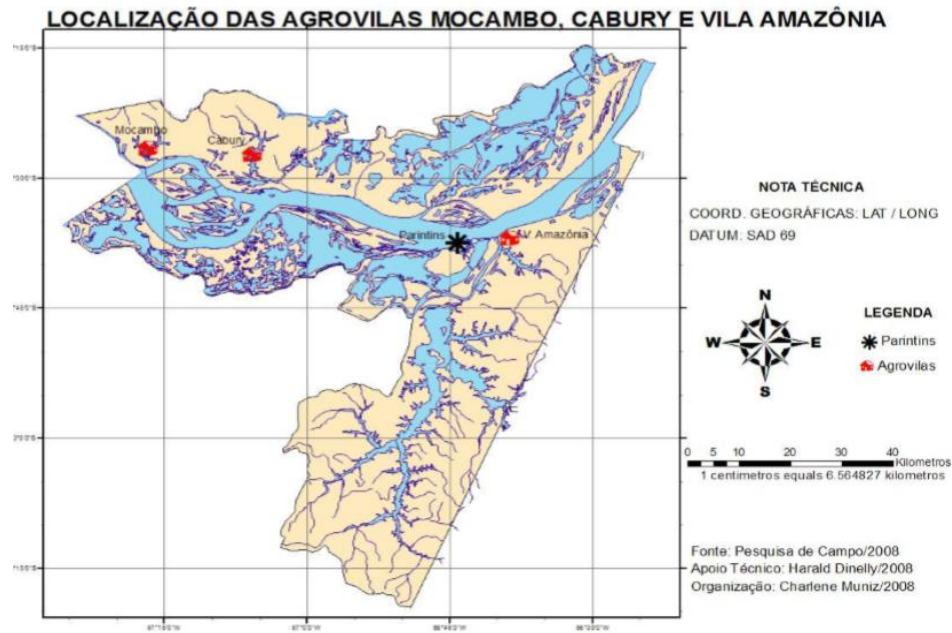 LOCALIZAÇÃO DAS AGROVILAS MOCAMBO, CABURY E VILA AMAZÔNIA
Mocambo
Cabury
Parintins
V. Amazônia
NOTA TÉCNICA
COORD. GEOGRÁFICAS: LAT / LONG
DATUM: SAD 69
N
W E
S
LEGENDA
Parintins
Agrovilas
0 5 10 20 30 40
Kilometros
1 centimetros equals 6.564827 kilometros
Fonte: Pesquisa de Campo/2008
Apoio Técnico: Harald Dinelly/2008
Organização: Charlene Muniz/2008